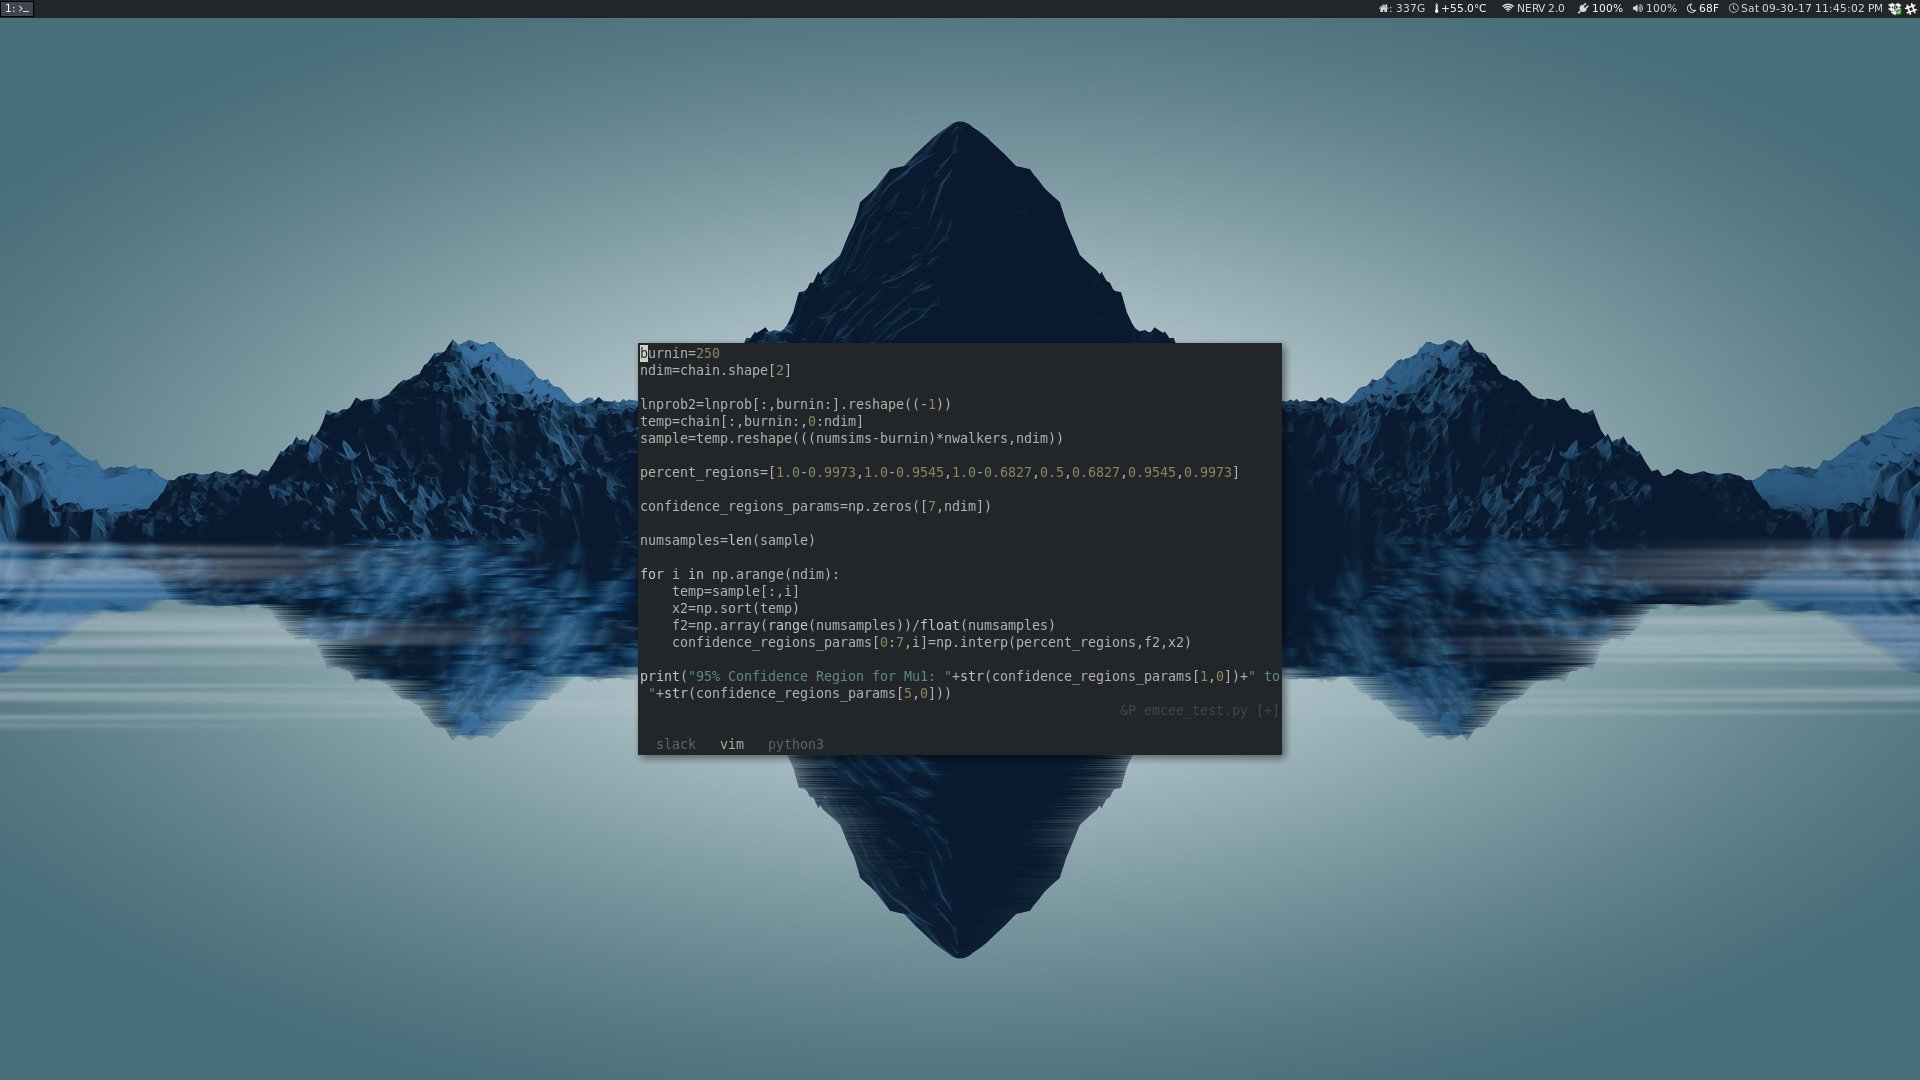 1: >_
: 337G +55.0°C NERV 2.0 100% 100% 68F Sat 09-30-17 11:45:02 PM
burnin=250
ndim=chain.shape[2]
lnprob2=lnprob[:,burnin:].reshape((-1))
temp=chain[:,burnin:,0:ndim]
sample=temp.reshape(((numsims-burnin)*nwalkers,ndim))
percent_regions=[1.0-0.9973,1.0-0.9545,1.0-0.6827,0.5,0.6827,0.9545,0.9973]
confidence_regions_params=np.zeros([7,ndim])
numsamples=len(sample)
for i in np.arange(ndim):
    temp=sample[:,i]
    x2=np.sort(temp)
    f2=np.array(range(numsamples))/float(numsamples)
    confidence_regions_params[0:7,i]=np.interp(percent_regions,f2,x2)
print("95% Confidence Region for Mu1: "+str(confidence_regions_params[1,0])+" to
 "+str(confidence_regions_params[5,0]))
&P emcee_test.py [+]
slack vim python3